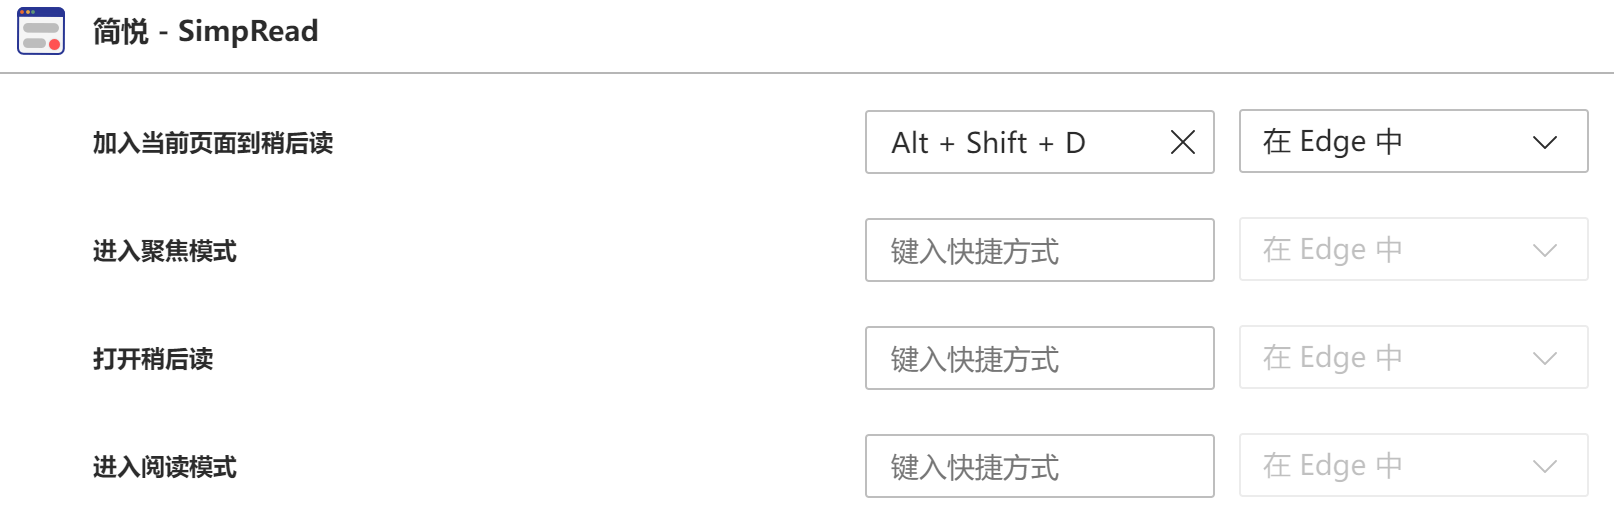 简悦 - SimpRead
加入当前页面到稍后读 Alt + Shift + D 在 Edge 中
进入聚焦模式 键入快捷方式 在 Edge 中
打开稍后读 键入快捷方式 在 Edge 中
进入阅读模式 键入快捷方式 在 Edge 中